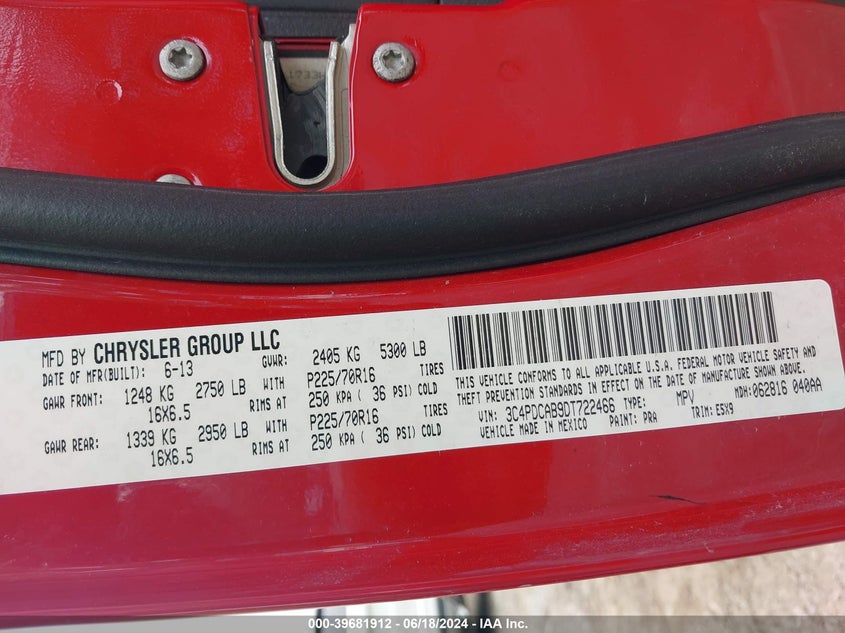 MFD BY CHRYSLER GROUP LLC
DATE OF MFR(BUILT): 6-13 GVWR: 2405 KG 5300 LB
GAWR FRONT: 1248 KG 2750 LB WITH P225/70R16 TIRES
16X6.5 RIMS AT 250 KPA ( 36 PSI) COLD
GAWR REAR: 1339 KG 2950 LB WITH P225/70R16 TIRES
16X6.5 RIMS AT 250 KPA ( 36 PSI) COLD
THIS VEHICLE CONFORMS TO ALL APPLICABLE U.S.A. FEDERAL MOTOR VEHICLE SAFETY AND
THEFT PREVENTION STANDARDS IN EFFECT ON THE DATE OF MANUFACTURE SHOWN ABOVE.
VIN: 3C4PDCAB9DT722466 TYPE: MPV MDH: 062816 040AA
VEHICLE MADE IN MEXICO PAINT: PRA TRIM: ESX9
000-39681912 / 06/18/2024 - IAA Inc.